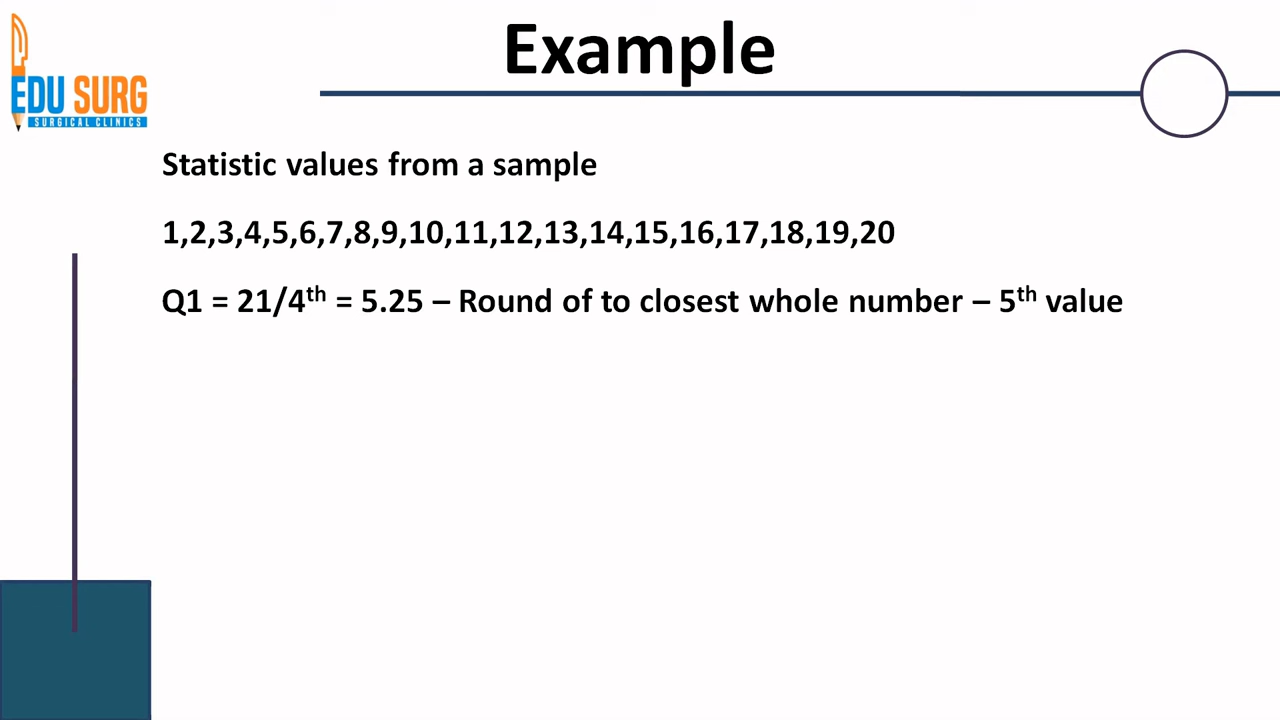 Example
EDU SURG
SURGICAL CLINICS
Statistic values from a sample
1,2,3,4,5,6,7,8,9,10,11,12,13,14,15,16,17,18,19,20
Q1 = 21/4th = 5.25 – Round of to closest whole number – 5th value